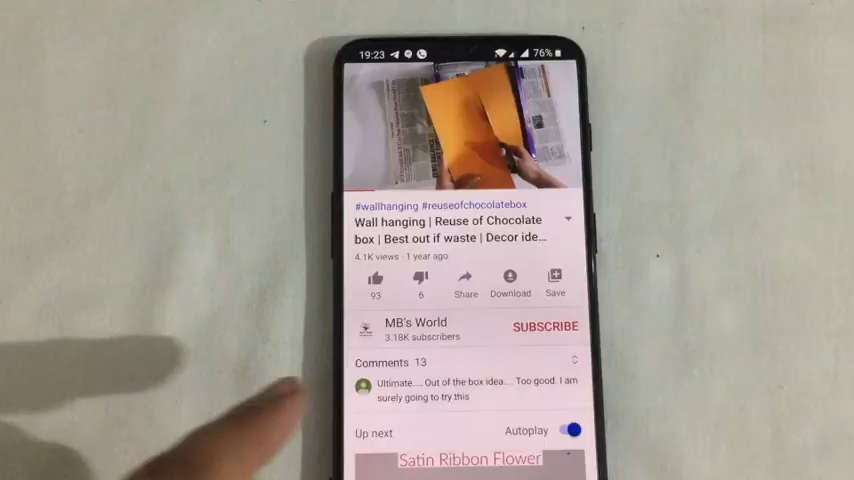 19:23
76%
#wallhanging #reuseofchocolatebox
Wall hanging | Reuse of Chocolate
box | Best out if waste | Decor ide...
4.1K views · 1 year ago
93
6
Share
Download
Save
MB's World
3.18K subscribers
SUBSCRIBE
Comments 13
Ultimate.... Out of the box idea.... Too good. I am
surely going to try this
Up next
Autoplay
Satin Ribbon Flower